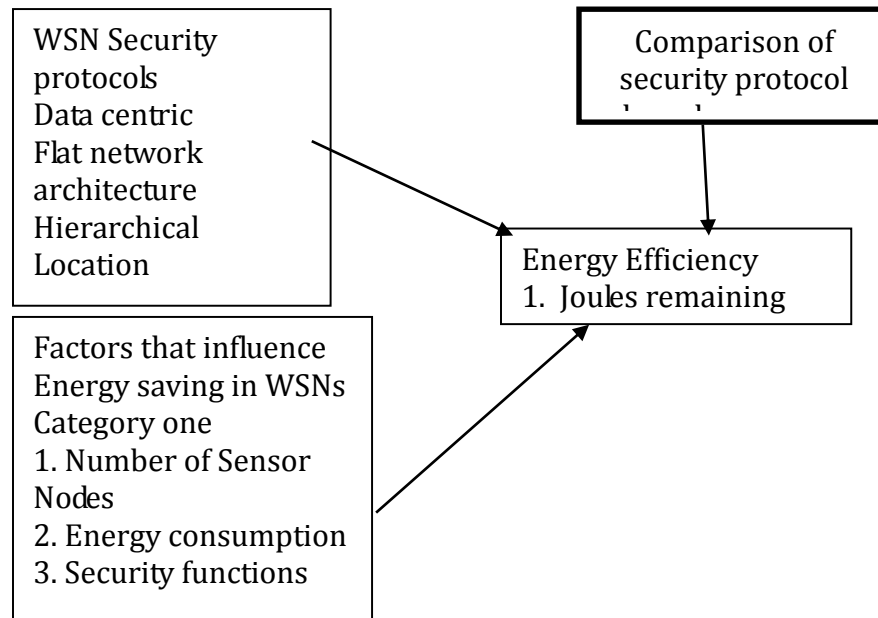 WSN Security
protocols
Data centric
Flat network
architecture
Hierarchical
Location
Comparison of
security protocol
Energy Efficiency
1. Joules remaining
Factors that influence
Energy saving in WSNs
Category one
1. Number of Sensor
Nodes
2. Energy consumption
3. Security functions